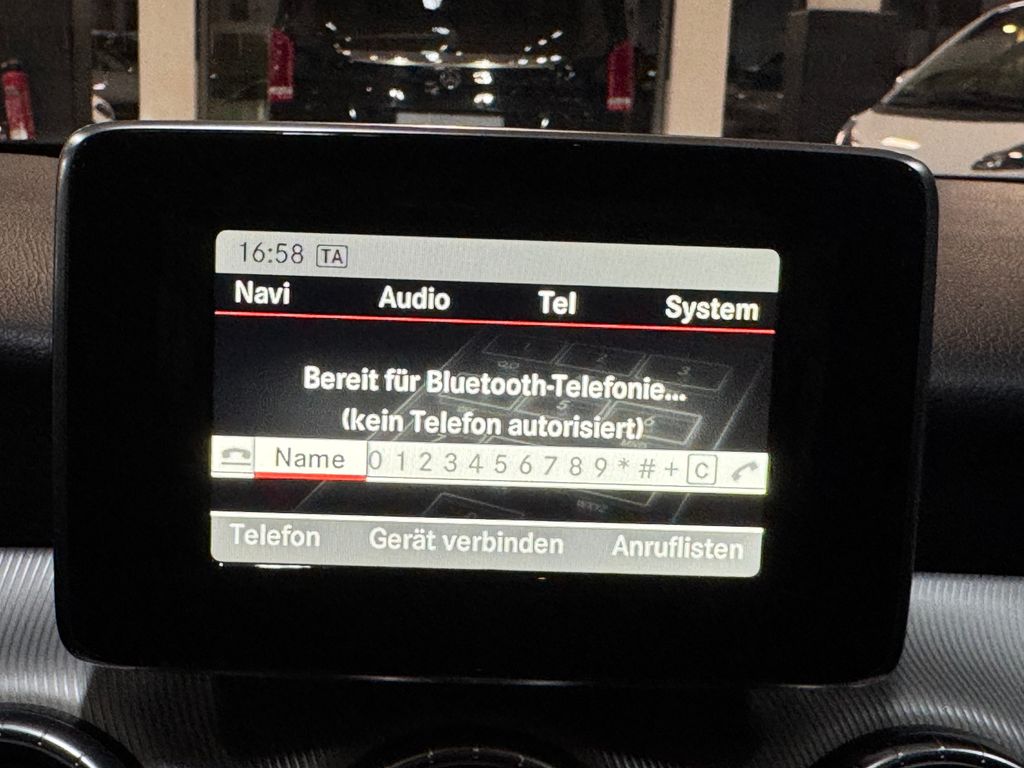 16:58 TA
Navi Audio Tel System
Bereit für Bluetooth-Telefonie...
(kein Telefon autorisiert)
Name 0 1 2 3 4 5 6 7 8 9 * # + C
Telefon Gerät verbinden Anruflisten